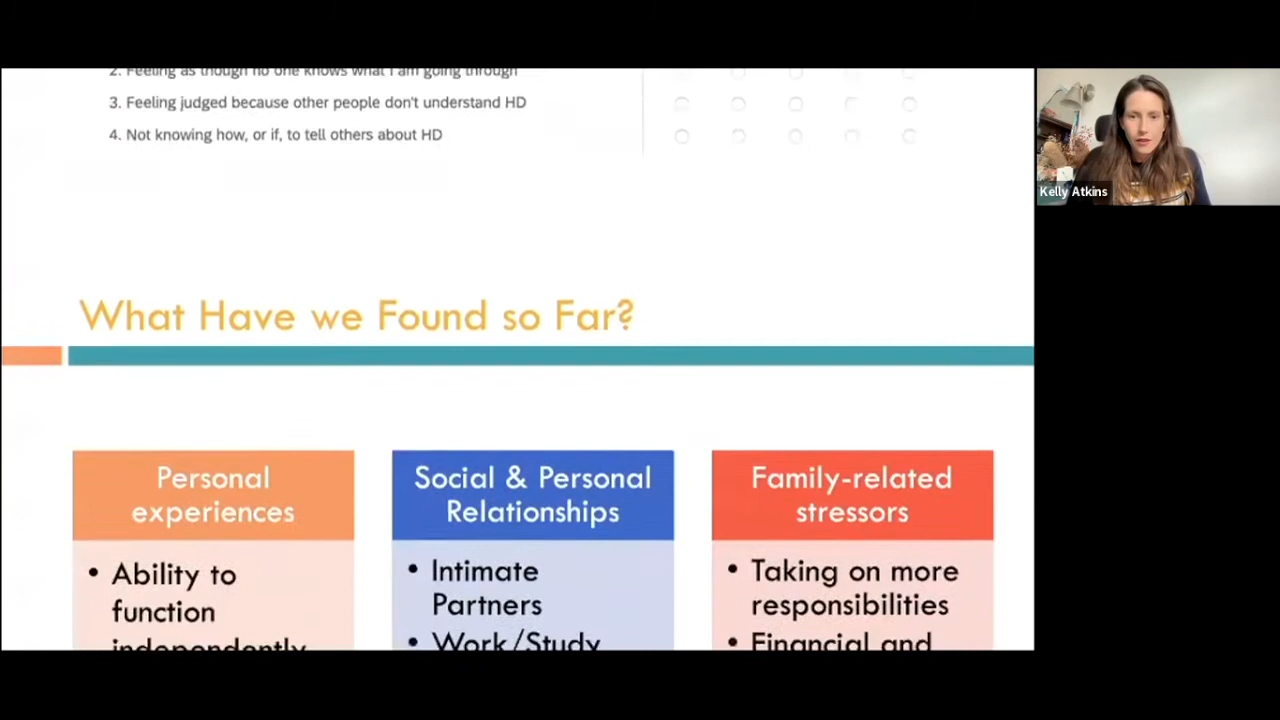 2. Feeling as though no one knows what I am going through
3. Feeling judged because other people don't understand HD
4. Not knowing how, or if, to tell others about HD
Kelly Atkins
What Have we Found so Far?
Personal
experiences
• Ability to
function
independently
Social & Personal
Relationships
• Intimate
Partners
• Work/Study
Family-related
stressors
• Taking on more
responsibilities
• Financial and